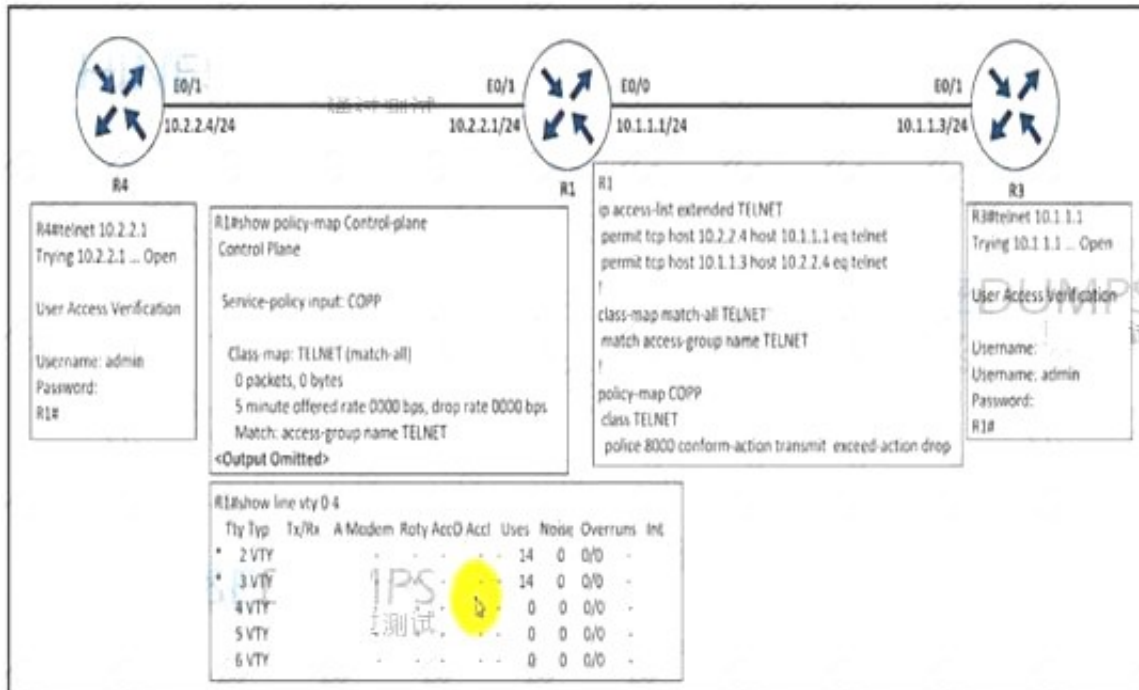 E0/1
E0/1
E0/0
E0/1
10.2.2.4/24
10.2.2.1/24
10.1.1.1/24
10.1.1.3/24
R4
R1
R3
R4#telnet 10.2.2.1
Trying 10.2.2.1 ... Open
User Access Verification
Username: admin
Password:
R1#
R1#show policy-map Control-plane
Control Plane
Service-policy input: COPP
Class-map: TELNET (match-all)
0 packets, 0 bytes
5 minute offered rate 0000 bps, drop rate 0000 bps
Match: access-group name TELNET
<Output Omitted>
R1
ip access-list extended TELNET
permit tcp host 10.2.2.4 host 10.1.1.1 eq telnet
permit tcp host 10.1.1.3 host 10.2.2.4 eq telnet
!
class-map match-all TELNET
match access-group name TELNET
!
policy-map COPP
class TELNET
police 8000 conform-action transmit exceed-action drop
R3#telnet 10.1.1.1
Trying 10.1.1.1 ... Open
User Access Verification
Username:
Username: admin
Password:
R1#
DUMPS
R1#show line vty 0 4
Tty Typ Tx/Rx A Modem Roty AccO AccI Uses Noise Overruns Int
* 2 VTY - - - - - 14 0 0/0 -
* 3 VTY - - - - - 14 0 0/0 -
4 VTY - - - - - 0 0 0/0 -
5 VTY - - - - - 0 0 0/0 -
6 VTY - - - - - 0 0 0/0 -
测试